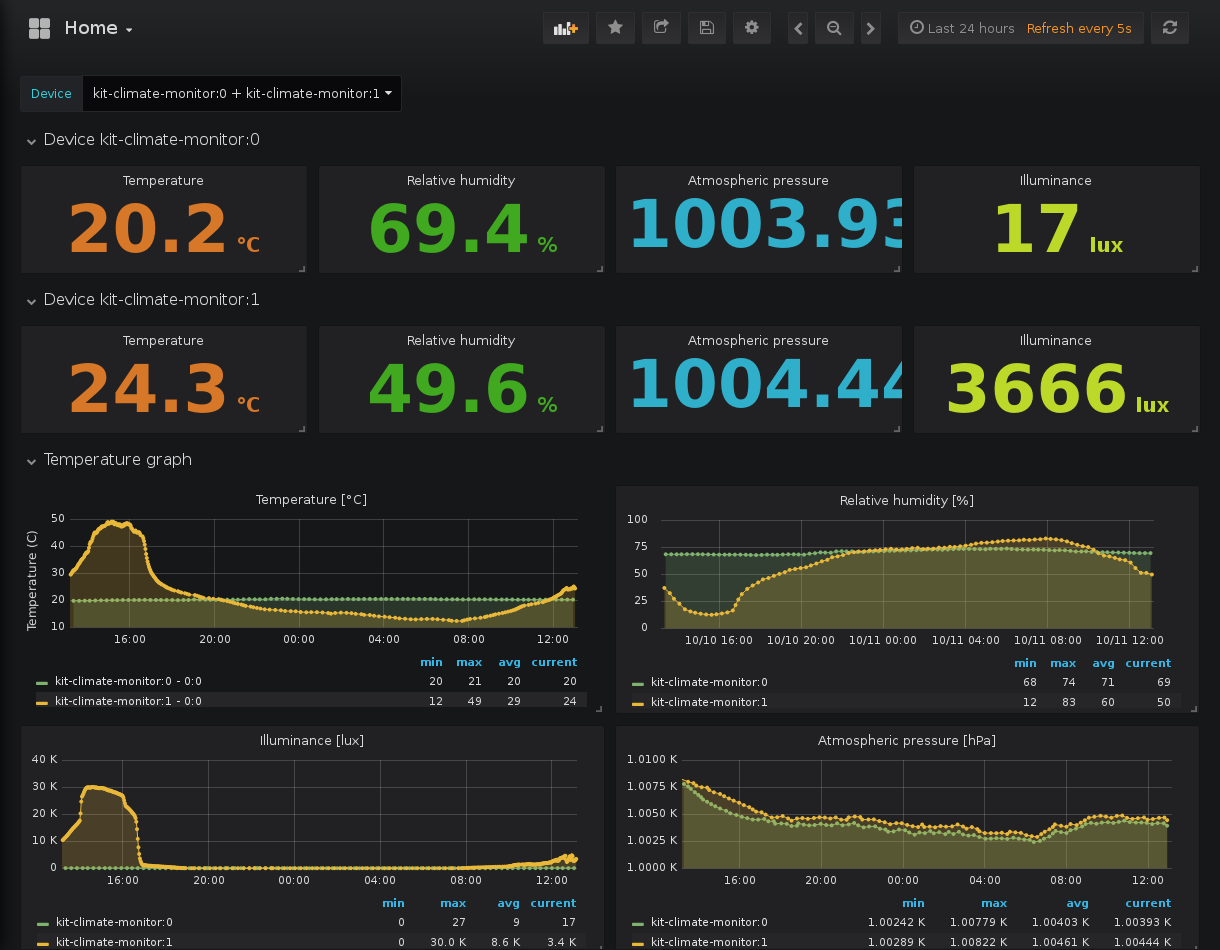 Home
Last 24 hours Refresh every 5s
Device kit-climate-monitor:0 + kit-climate-monitor:1
Device kit-climate-monitor:0
Temperature Relative humidity Atmospheric pressure Illuminance
20.2 °C 69.4 % 1003.93 17 lux
Device kit-climate-monitor:1
Temperature Relative humidity Atmospheric pressure Illuminance
24.3 °C 49.6 % 1004.44 3666 lux
Temperature graph
Temperature [°C]
Temperature (C)
50
40
30
20
10
16:00 20:00 00:00 04:00 08:00 12:00
min max avg current
kit-climate-monitor:0 - 0:0 20 21 20 20
kit-climate-monitor:1 - 0:0 12 49 29 24
Relative humidity [%]
100
75
50
25
0
10/10 16:00 10/10 20:00 10/11 00:00 10/11 04:00 10/11 08:00 10/11 12:00
min max avg current
kit-climate-monitor:0 68 74 71 69
kit-climate-monitor:1 12 83 60 50
Illuminance [lux]
40 K
30 K
20 K
10 K
0
16:00 20:00 00:00 04:00 08:00 12:00
min max avg current
kit-climate-monitor:0 0 27 9 17
kit-climate-monitor:1 0 30.0 K 8.6 K 3.4 K
Atmospheric pressure [hPa]
1.0100 K
1.0075 K
1.0050 K
1.0025 K
1.0000 K
16:00 20:00 00:00 04:00 08:00 12:00
min max avg current
kit-climate-monitor:0 1.00242 K 1.00779 K 1.00403 K 1.00393 K
kit-climate-monitor:1 1.00289 K 1.00822 K 1.00461 K 1.00444 K